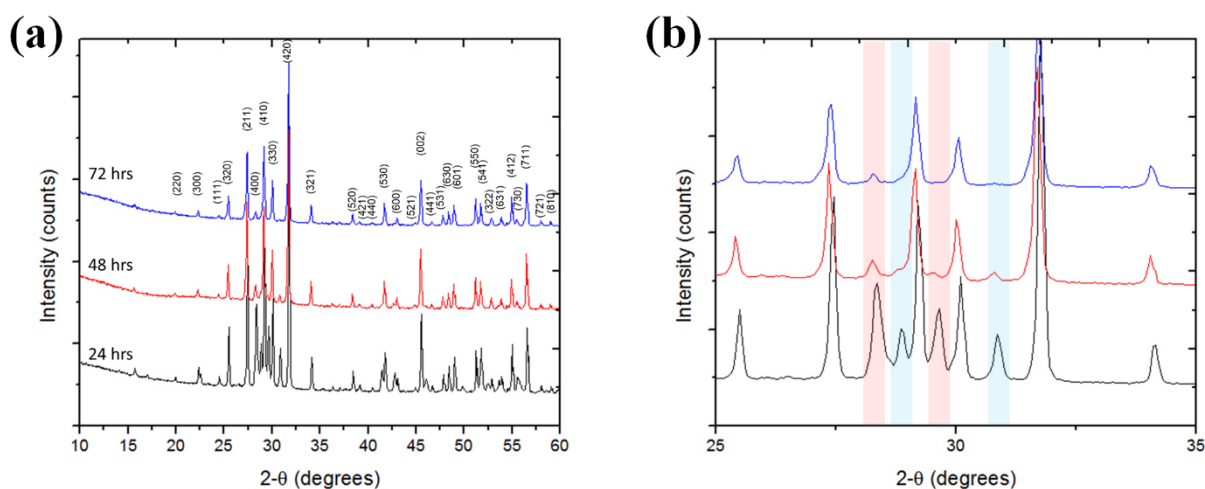 (a)
Intensity (counts)
72 hrs
48 hrs
24 hrs
(220)
(300)
(111)
(320)
(211)
(400)
(410)
(330)
(420)
(321)
(520)
(421)
(440)
(530)
(600)
(521)
(002)
(441)
(531)
(630)
(601)
(550)
(541)
(322)
(631)
(412)
(730)
(711)
(721)
(810)
10 15 20 25 30 35 40 45 50 55 60
2-θ (degrees)
(b)
Intensity (counts)
25 30 35
2-θ (degrees)